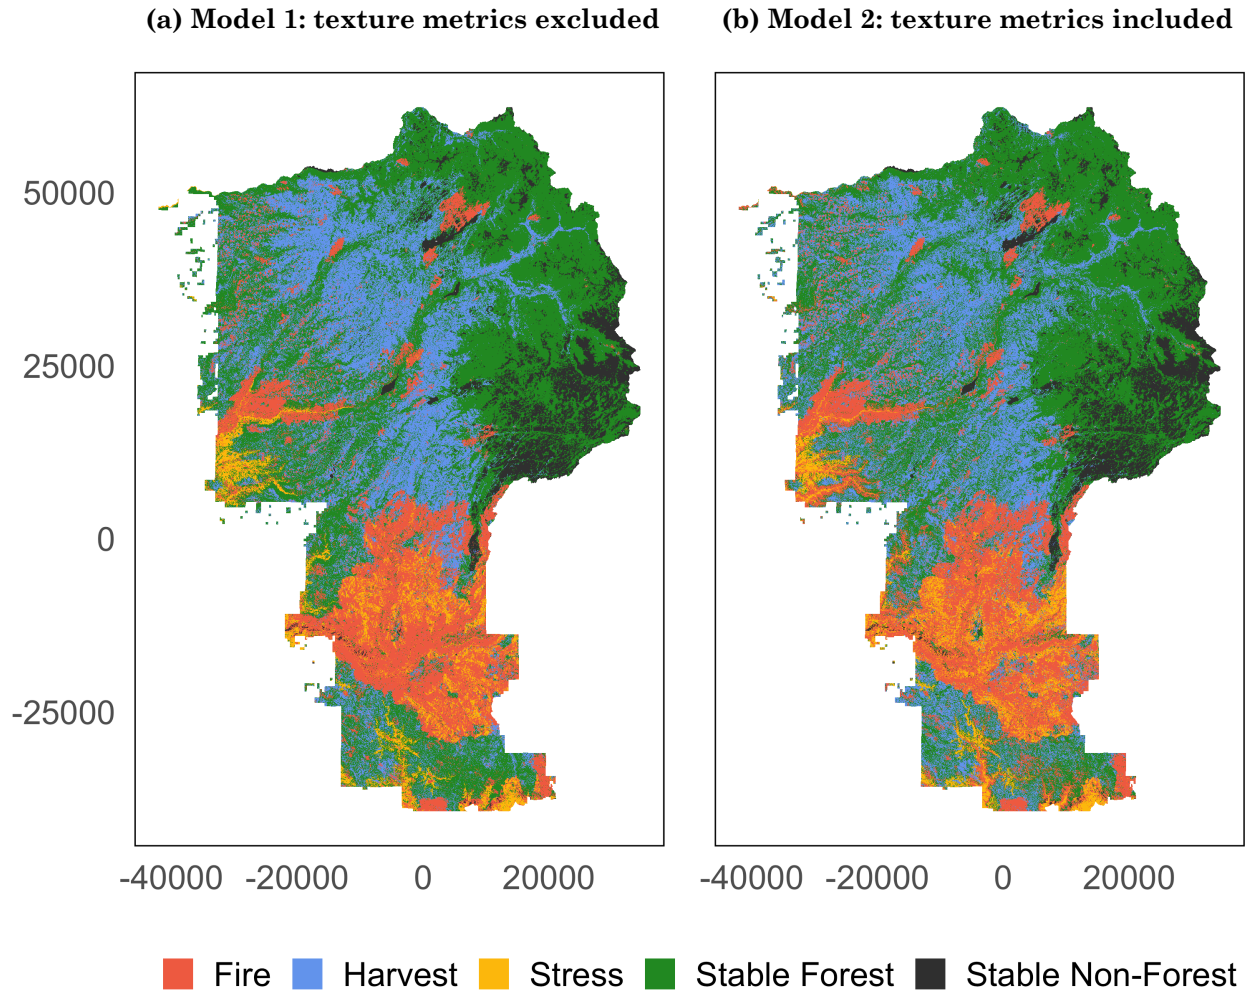 (a) Model 1: texture metrics excluded
(b) Model 2: texture metrics included
50000
25000
0
-25000
-40000 -20000 0 20000
-40000 -20000 0 20000
Fire Harvest Stress Stable Forest Stable Non-Forest